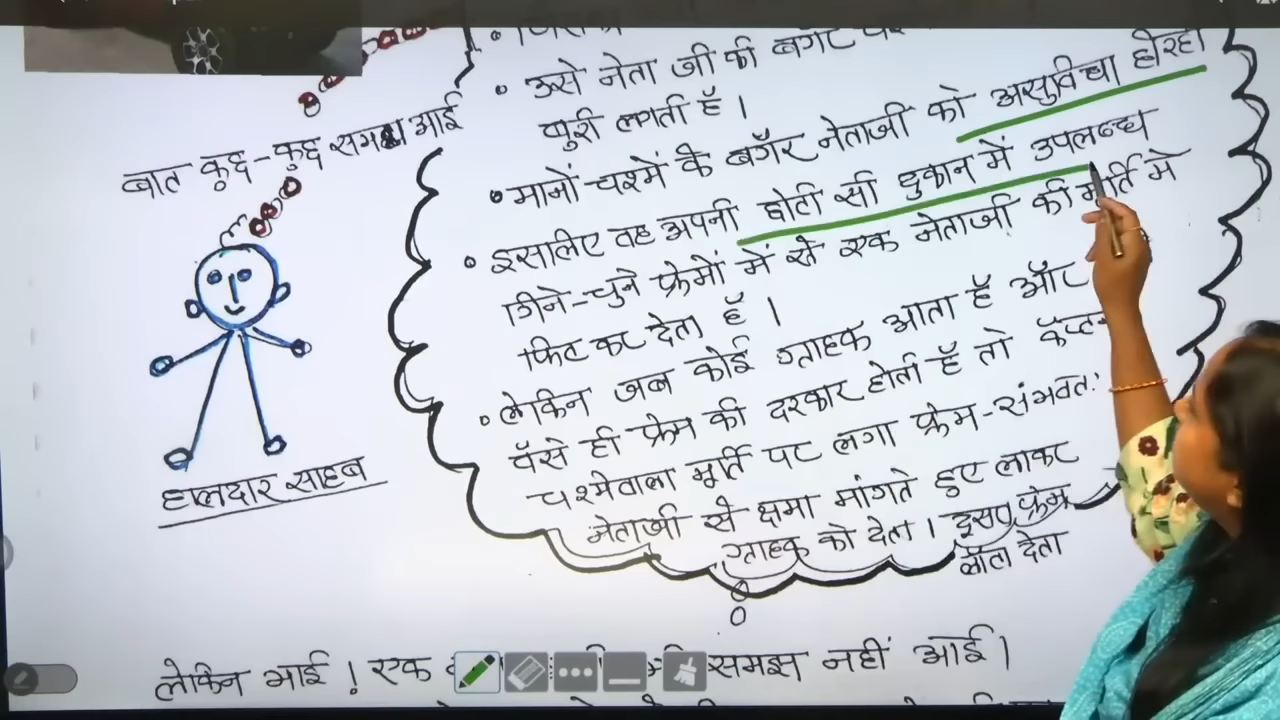 उसे नेता जी की बगैर
बुरी लगती है ।
मानों चश्में के बगैर नेताजी को असुविधा हो रही
इसलिए वह अपनी छोटी सी दुकान में उपलब्ध
गिने-चुने फ्रेमों में से एक नेताजी की मूर्ति में
फिट कर देता है ।
लेकिन जब कोई ग्राहक आता है और
वैसे ही फ्रेम की दरकार होती है तो
चश्मेवाला मूर्ति पर लगा फ्रेम-संभवतः
नेताजी से क्षमा मांगते हुए लाकर
ग्राहक को देता । दूसरा फ्रेम
लौटा देता
बात कुछ-कुछ समझ आई
हालदार साहब
लेकिन भाई ! एक समझ नहीं आई ।